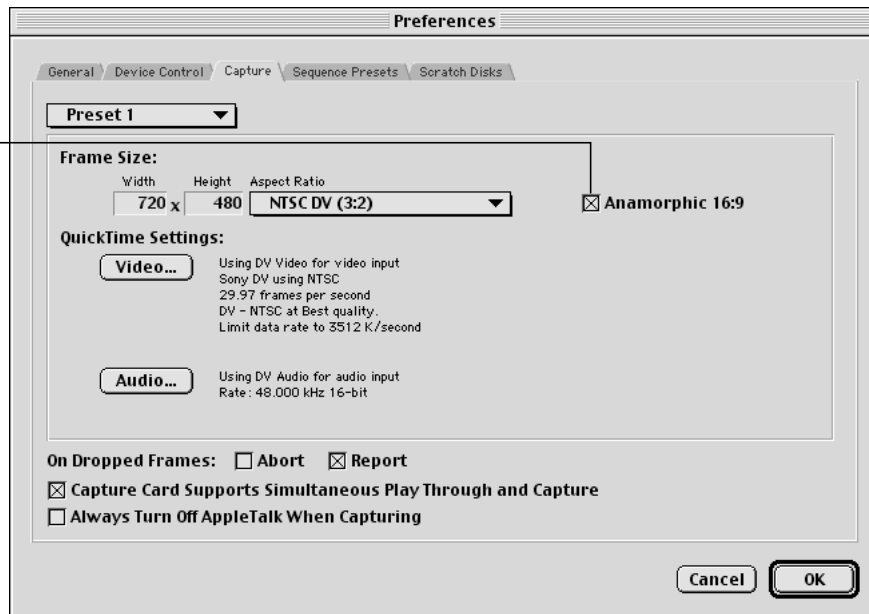 Preferences
General Device Control Capture Sequence Presets Scratch Disks
Preset 1
Frame Size:
Width Height Aspect Ratio
720 x 480 NTSC DV (3:2) Anamorphic 16:9
QuickTime Settings:
Video... Using DV Video for video input
Sony DV using NTSC
29.97 frames per second
DV - NTSC at Best quality.
Limit data rate to 3512 K/second
Audio... Using DV Audio for audio input
Rate: 48.000 kHz 16-bit
On Dropped Frames: Abort Report
Capture Card Supports Simultaneous Play Through and Capture
Always Turn Off AppleTalk When Capturing
Cancel OK